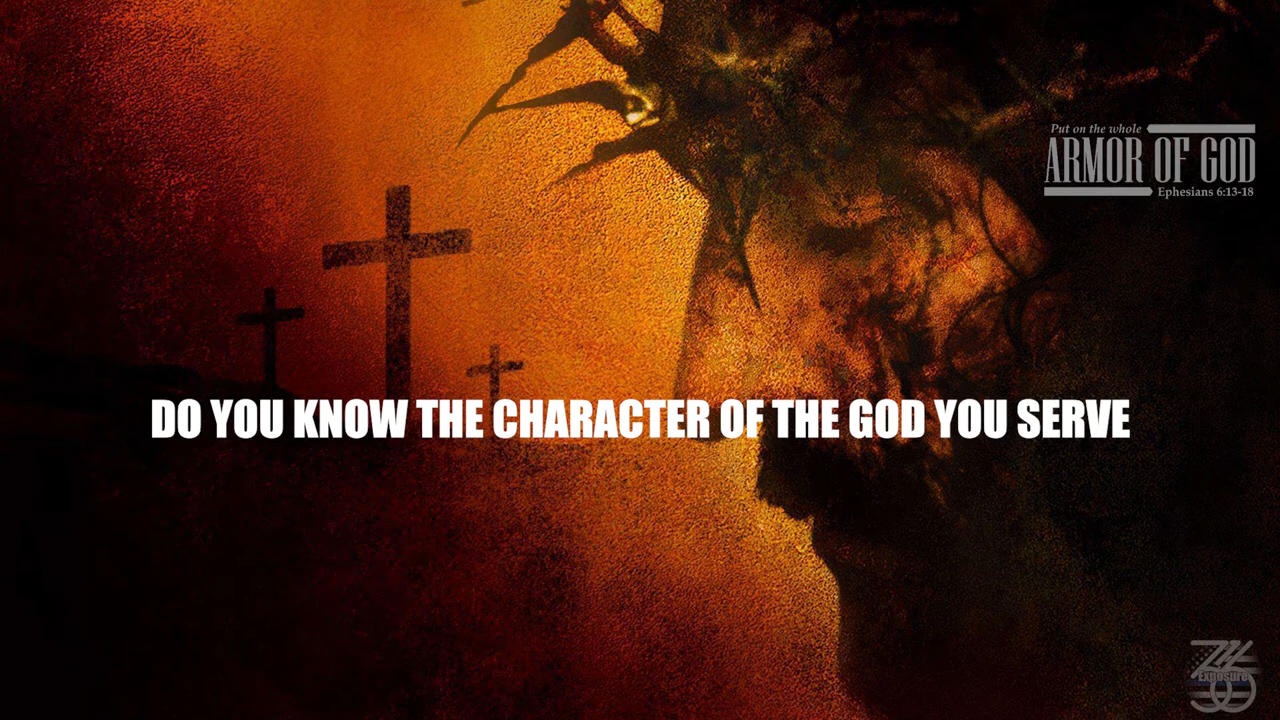 Put on the whole
ARMOR OF GOD
Ephesians 6:13-18
DO YOU KNOW THE CHARACTER OF THE GOD YOU SERVE
Exposure